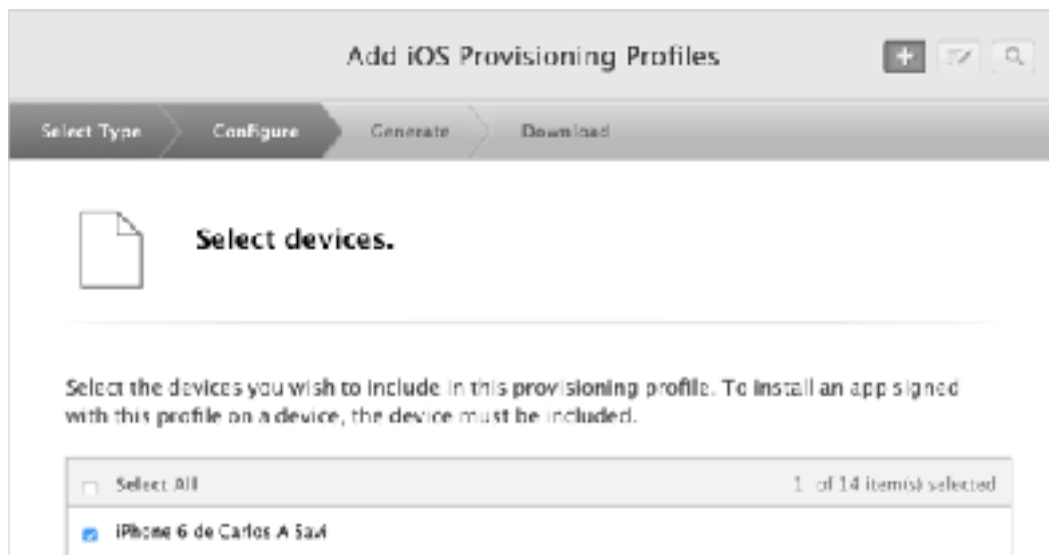 Add iOS Provisioning Profiles
Select Type
Configure
Generate
Download
Select devices.
Select the devices you wish to include in this provisioning profile. To install an app signed
with this profile on a device, the device must be included.
Select All
1 of 14 item(s) selected
iPhone 6 de Carlos A Savi